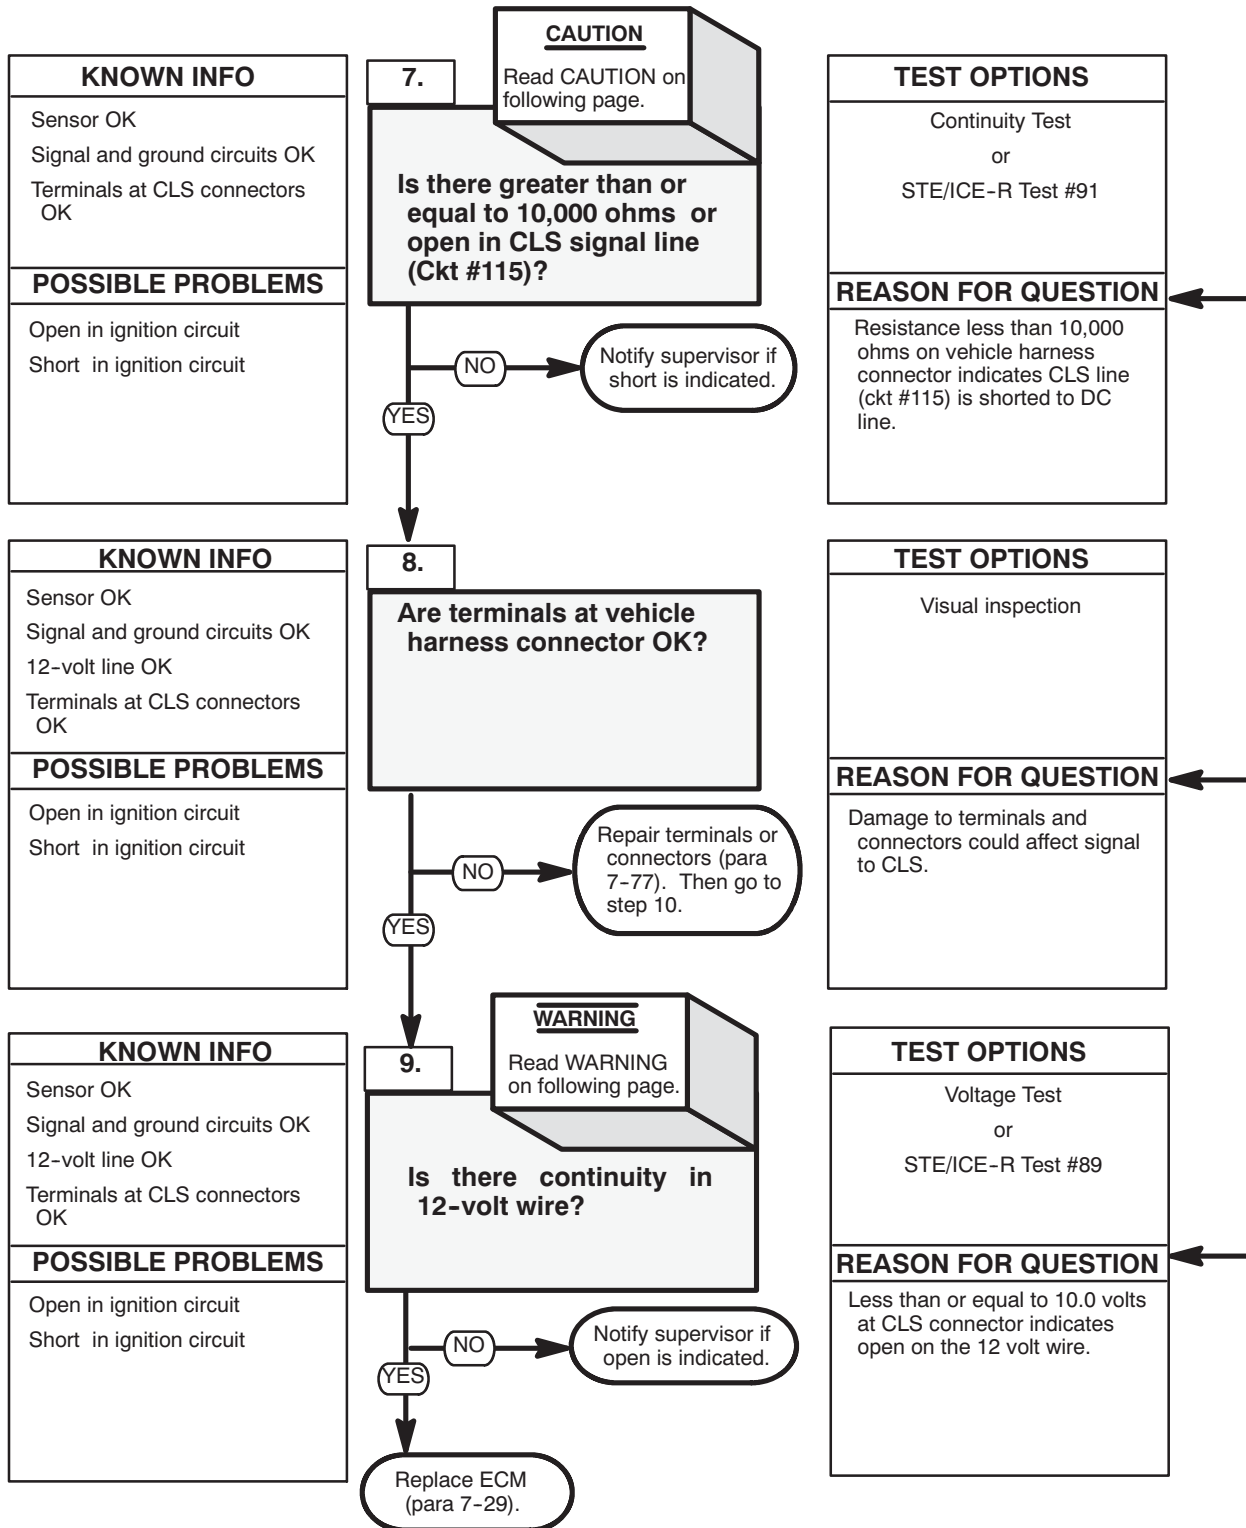 CAUTION
Read CAUTION on
following page.
KNOWN INFO
Sensor OK
Signal and ground circuits OK
Terminals at CLS connectors
OK
POSSIBLE PROBLEMS
Open in ignition circuit
Short in ignition circuit
7.
Is there greater than or
equal to 10,000 ohms or
open in CLS signal line
(Ckt #115)?
NO
Notify supervisor if
short is indicated.
YES
TEST OPTIONS
Continuity Test
or
STE/ICE-R Test #91
REASON FOR QUESTION
Resistance less than 10,000
ohms on vehicle harness
connector indicates CLS line
(ckt #115) is shorted to DC
line.
KNOWN INFO
Sensor OK
Signal and ground circuits OK
12-volt line OK
Terminals at CLS connectors
OK
POSSIBLE PROBLEMS
Open in ignition circuit
Short in ignition circuit
8.
Are terminals at vehicle
harness connector OK?
NO
Repair terminals or
connectors (para
7-77). Then go to
step 10.
YES
TEST OPTIONS
Visual inspection
REASON FOR QUESTION
Damage to terminals and
connectors could affect signal
to CLS.
WARNING
Read WARNING
on following page.
KNOWN INFO
Sensor OK
Signal and ground circuits OK
12-volt line OK
Terminals at CLS connectors
OK
POSSIBLE PROBLEMS
Open in ignition circuit
Short in ignition circuit
9.
Is there continuity in
12-volt wire?
NO
Notify supervisor if
open is indicated.
YES
Replace ECM
(para 7-29).
TEST OPTIONS
Voltage Test
or
STE/ICE-R Test #89
REASON FOR QUESTION
Less than or equal to 10.0 volts
at CLS connector indicates
open on the 12 volt wire.